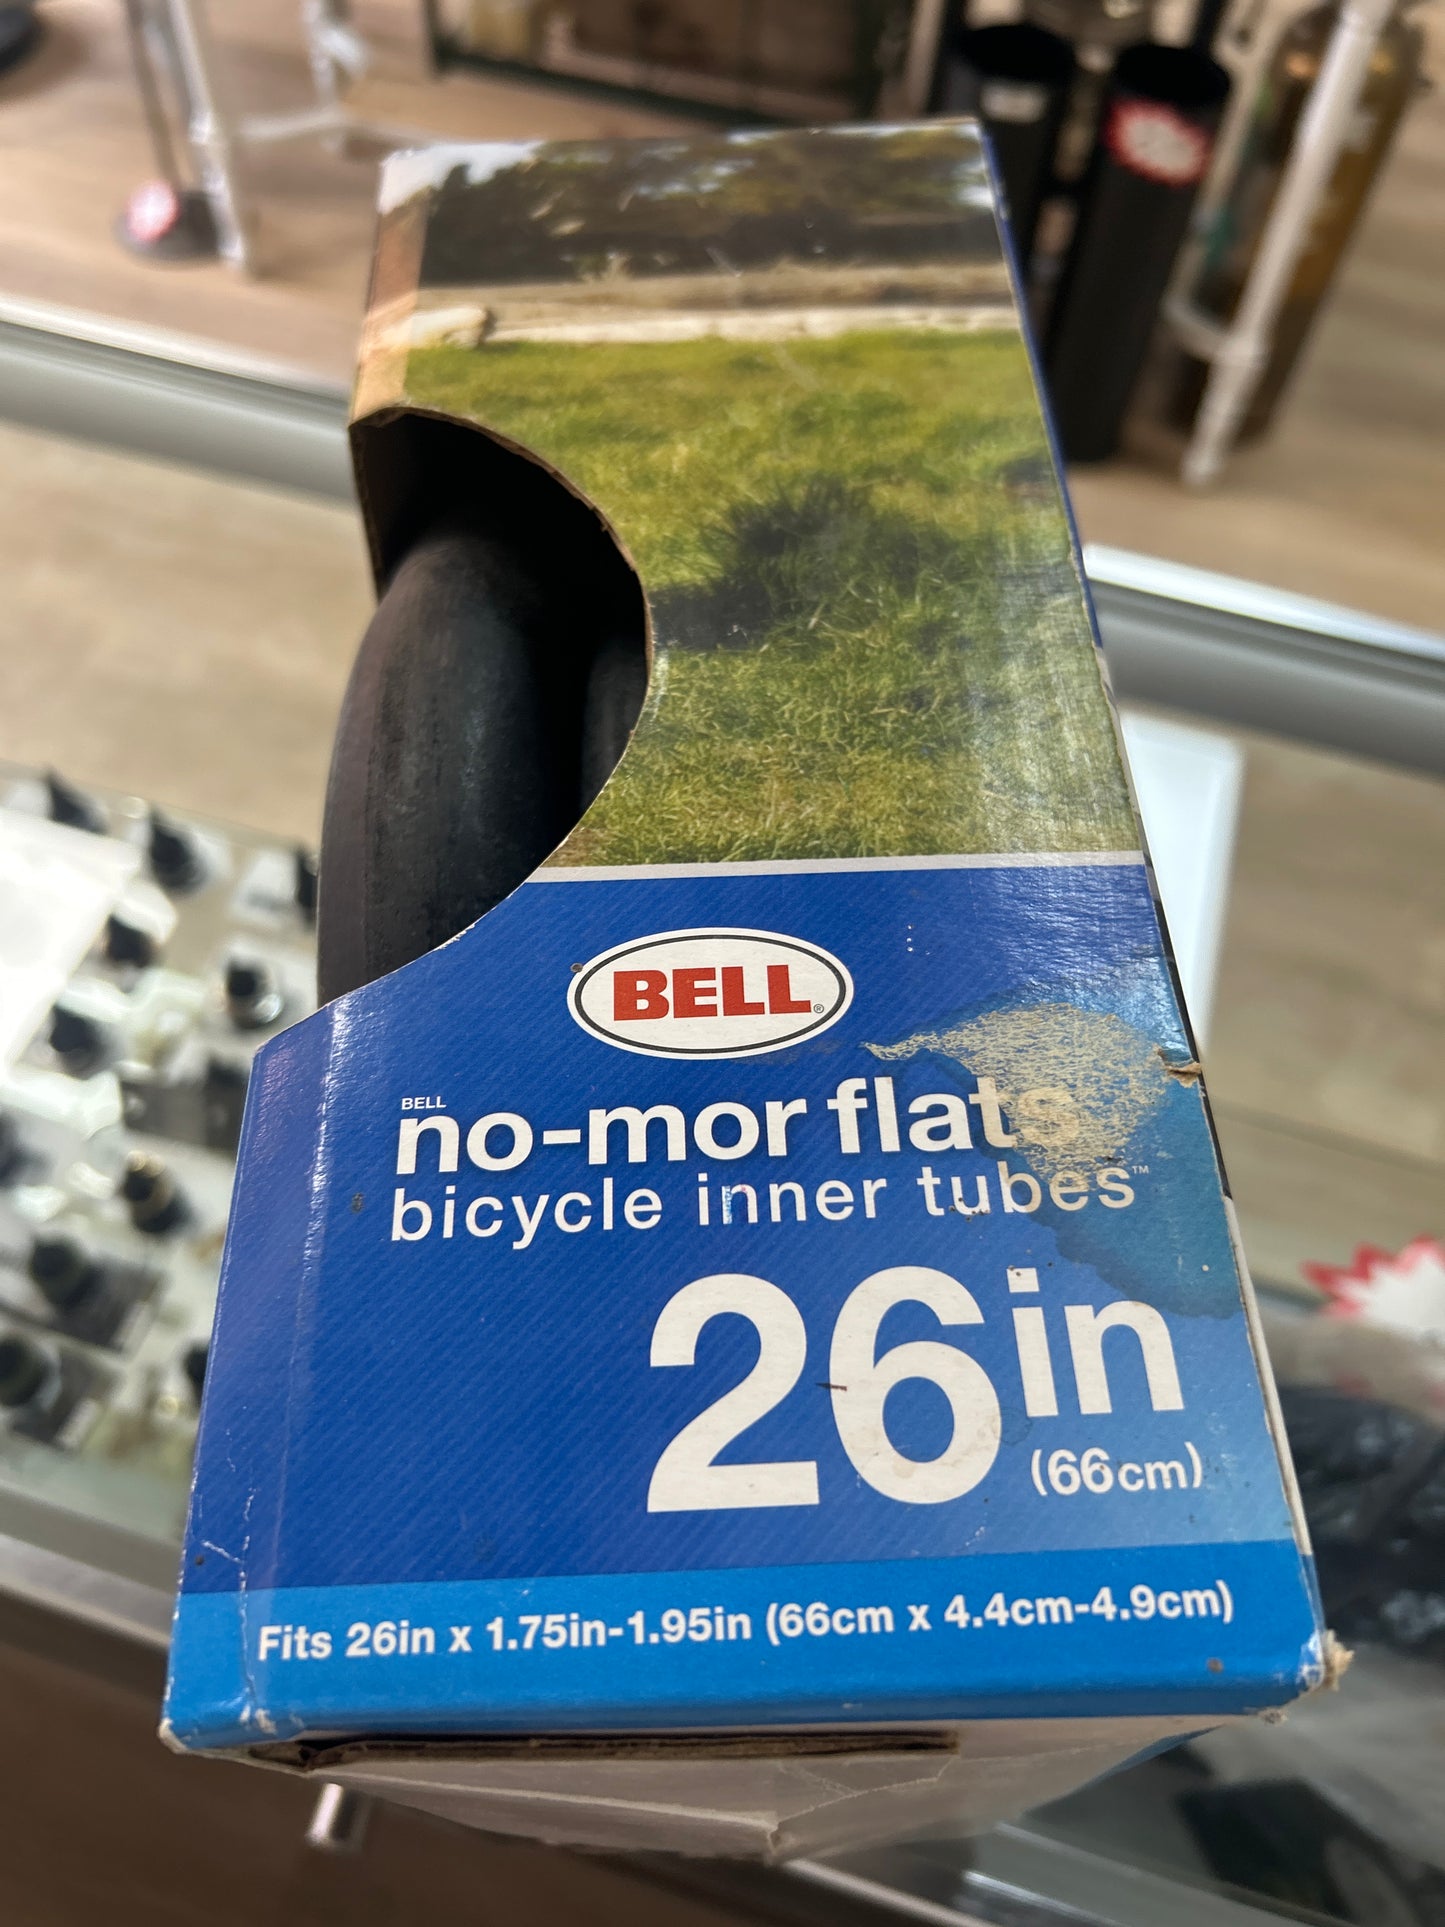 BELL®
BELL
no-mor flats
bicycle inner tubes™
26in
(66cm)
Fits 26in x 1.75in-1.95in (66cm x 4.4cm-4.9cm)